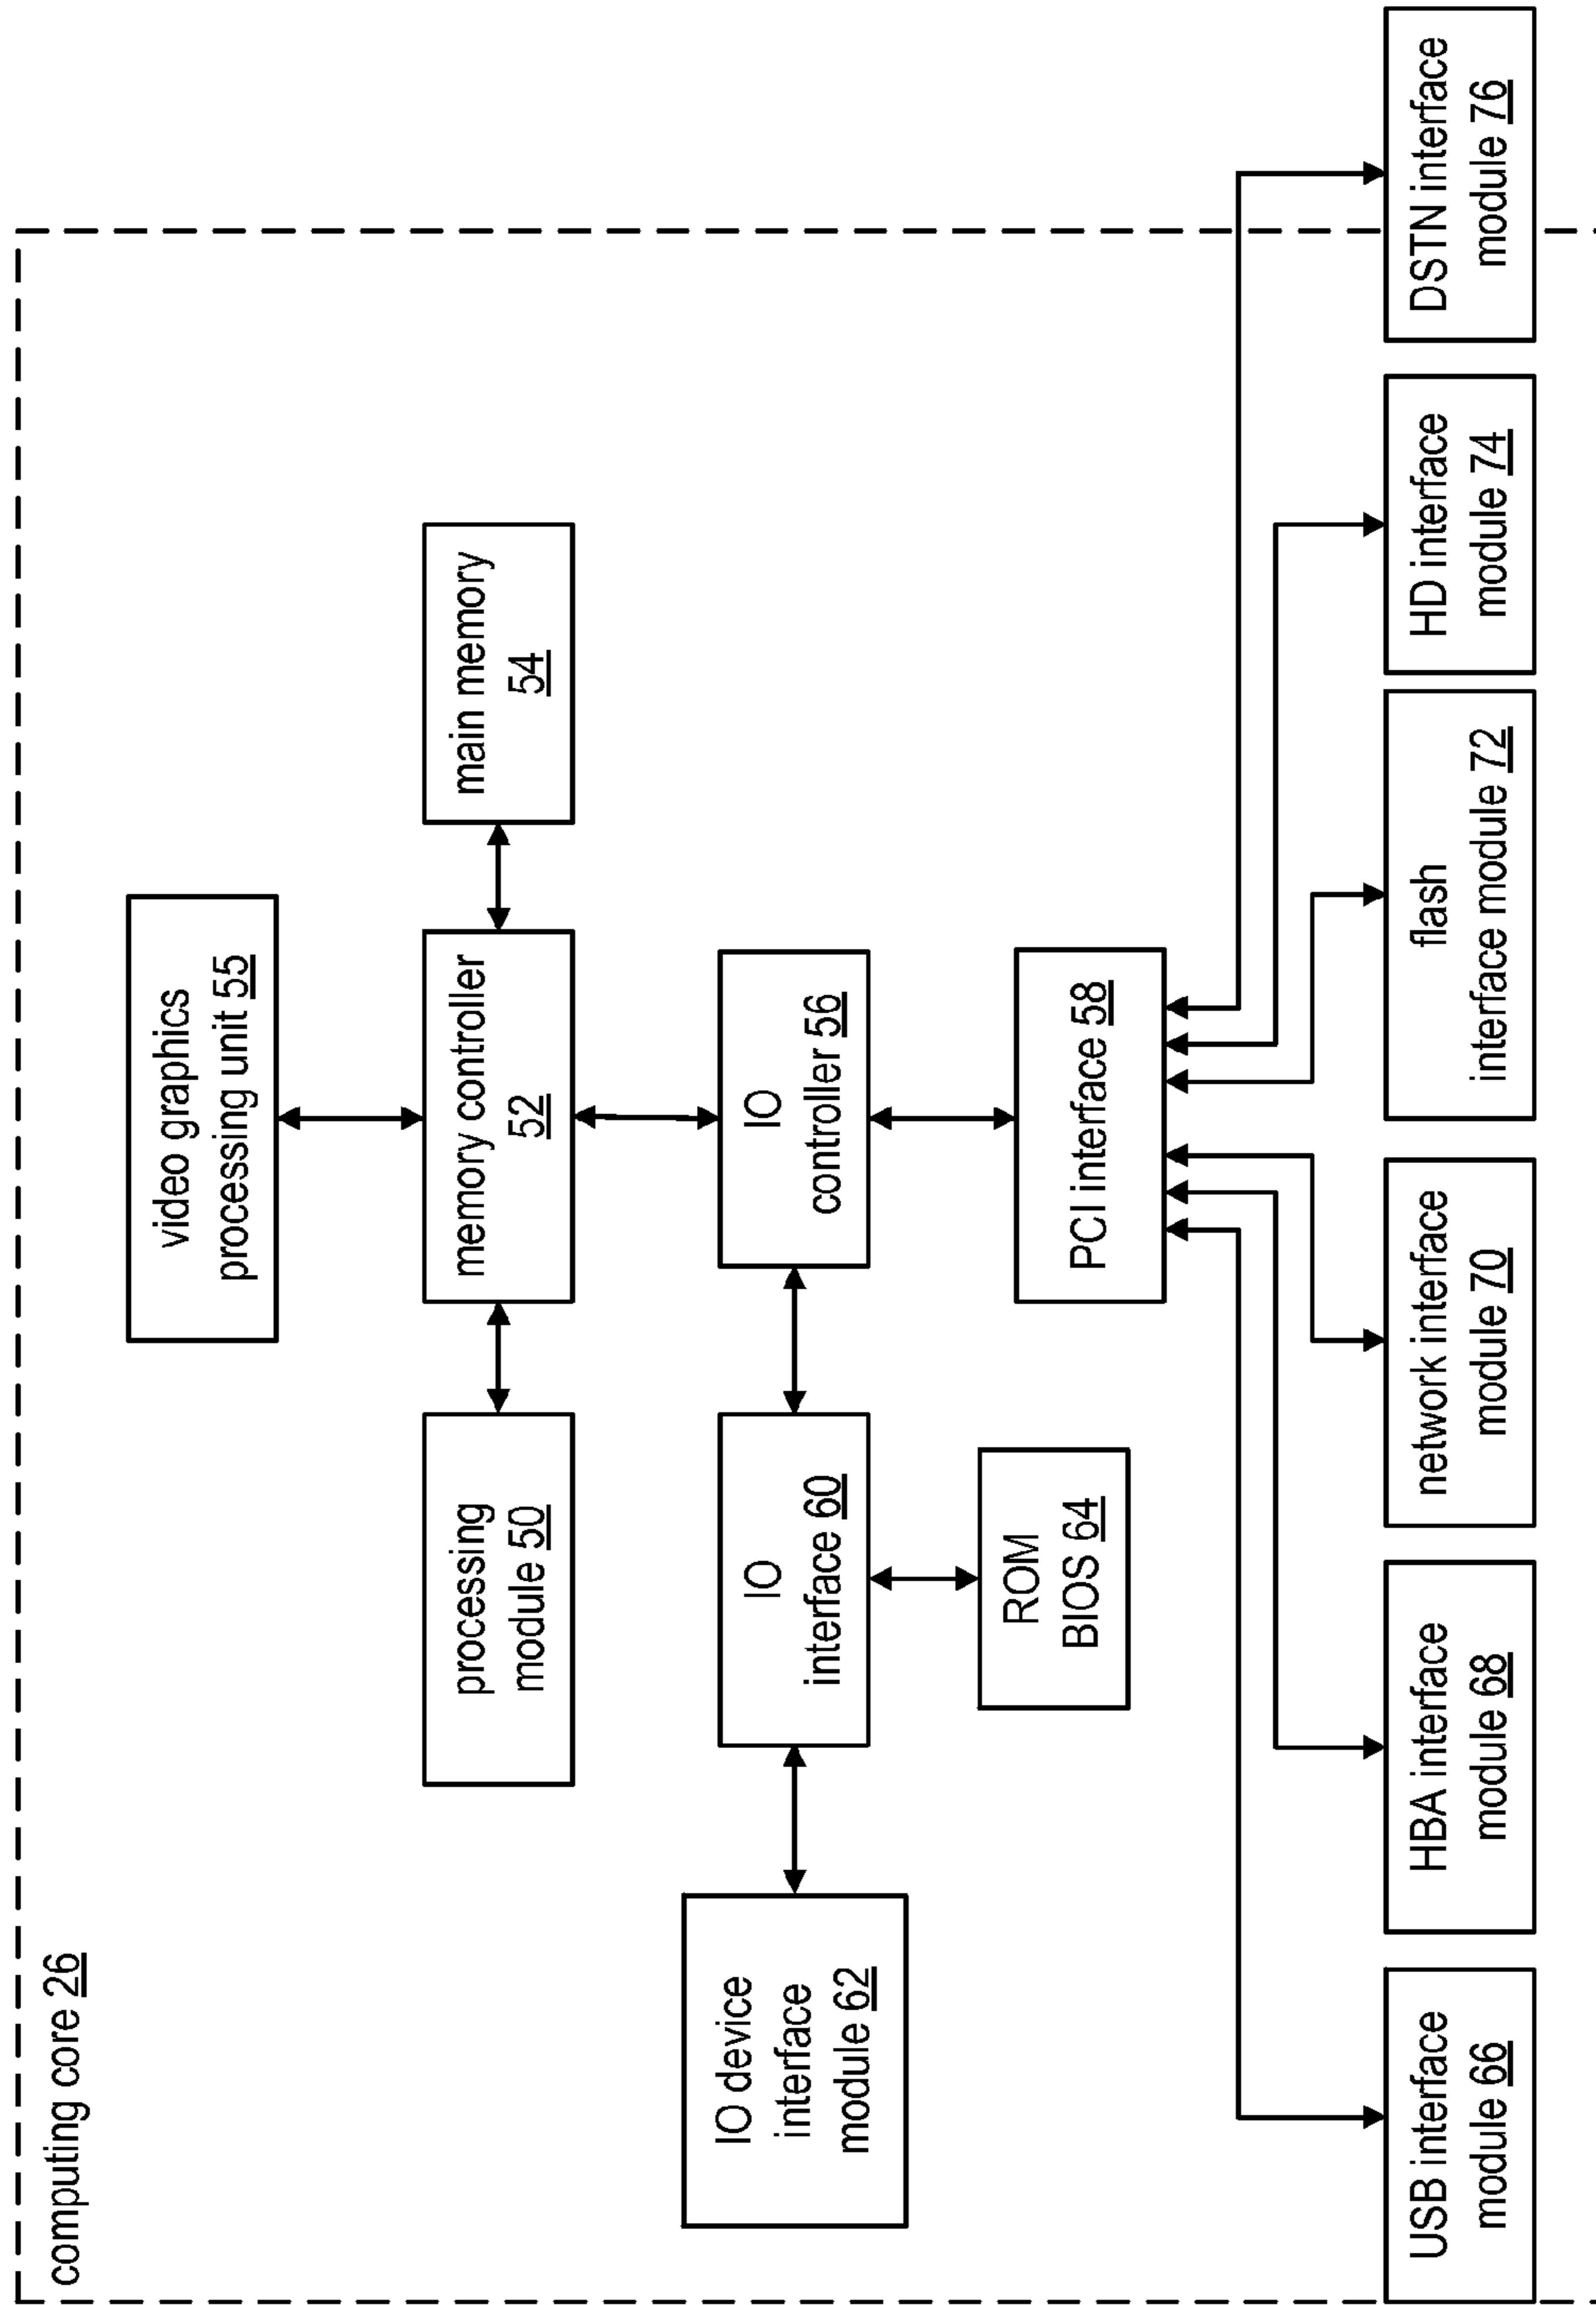 computing core 26
video graphics
processing unit 55
processing
module 50
memory controller
52
main memory
54
IO device
interface
module 62
IO
interface 60
IO
controller 56
ROM
BIOS 64
PCI interface 58
USB interface
module 66
HBA interface
module 68
network interface
module 70
flash
interface module 72
HD interface
module 74
DSTN interface
module 76